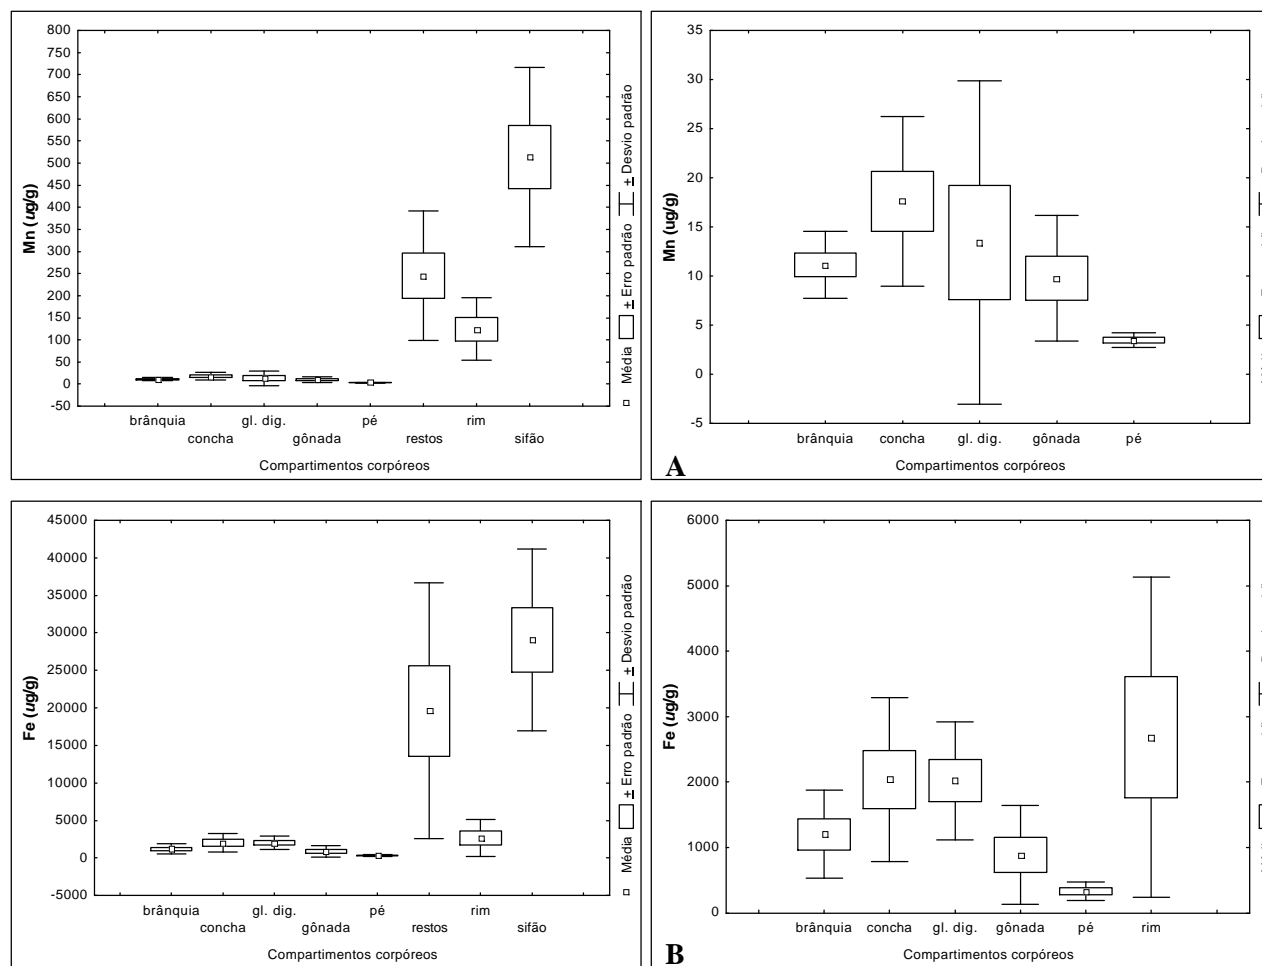 800
750
700
650
600
550
500
450
400
350
300
250
200
150
100
50
0
-50
Mn (ug/g)
brânquia
concha
gl. dig.
gônada
pé
restos
rim
sifão
Compartimentos corpóreos
Média ± Erro padrão ± Desvio padrão
35
30
25
20
15
10
5
0
-5
Mn (ug/g)
brânquia
concha
gl. dig.
gônada
pé
Compartimentos corpóreos
A
45000
40000
35000
30000
25000
20000
15000
10000
5000
0
-5000
Fe (ug/g)
brânquia
concha
gl. dig.
gônada
pé
restos
rim
sifão
Compartimentos corpóreos
Média ± Erro padrão ± Desvio padrão
6000
5000
4000
3000
2000
1000
0
Fe (ug/g)
brânquia
concha
gl. dig.
gônada
pé
rim
Compartimentos corpóreos
B